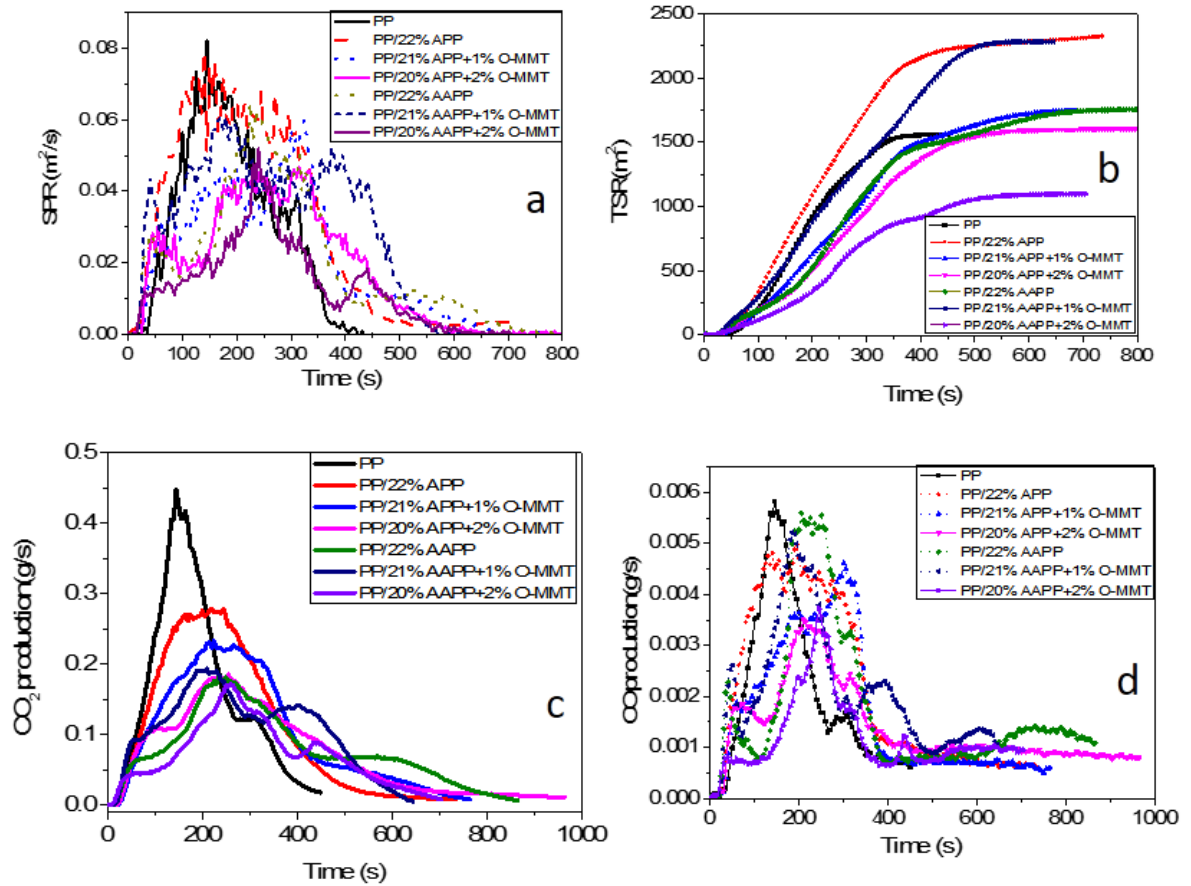 SPR(m²/s)
0.08
0.06
0.04
0.02
0.00
0 100 200 300 400 500 600 700 800
Time (s)
PP
PP/22% APP
PP/21% APP+1% O-MMT
PP/20% APP+2% O-MMT
PP/22% AAPP
PP/21% AAPP+1% O-MMT
PP/20% AAPP+2% O-MMT
a
TSR(m²)
2500
2000
1500
1000
500
0
0 100 200 300 400 500 600 700 800
Time (s)
b
PP
PP/22% APP
PP/21% APP+1% O-MMT
PP/20% APP+2% O-MMT
PP/22% AAPP
PP/21% AAPP+1% O-MMT
PP/20% AAPP+2% O-MMT
CO₂ production(g/s)
0.5
0.4
0.3
0.2
0.1
0.0
0 200 400 600 800 1000
Time (s)
PP
PP/22% APP
PP/21% APP+1% O-MMT
PP/20% APP+2% O-MMT
PP/22% AAPP
PP/21% AAPP+1% O-MMT
PP/20% AAPP+2% O-MMT
c
COproduction(g/s)
0.006
0.005
0.004
0.003
0.002
0.001
0.000
0 200 400 600 800 1000
Time (s)
PP
PP/22% APP
PP/21% APP+1% O-MMT
PP/20% APP+2% O-MMT
PP/22% AAPP
PP/21% AAPP+1% O-MMT
PP/20% AAPP+2% O-MMT
d